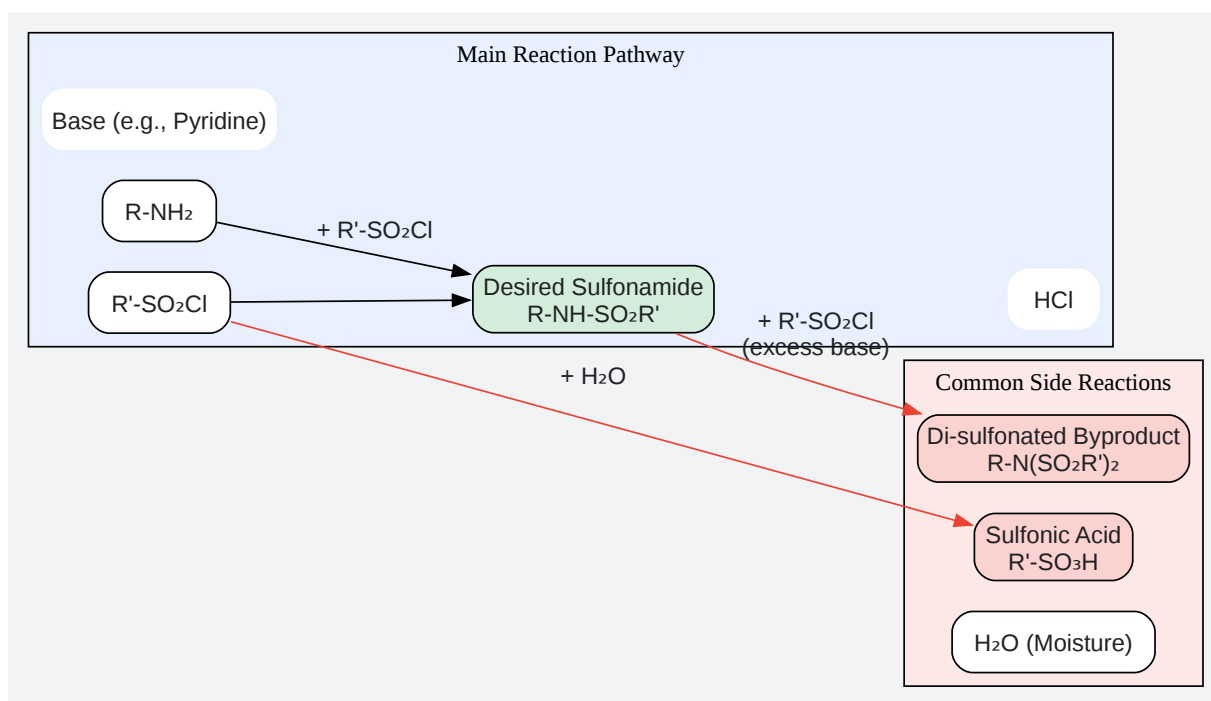 Main Reaction Pathway
Base (e.g., Pyridine)
R-NH₂
+ R'-SO₂Cl
R'-SO₂Cl
Desired Sulfonamide
R-NH-SO₂R'
HCl
+ R'-SO₂Cl
(excess base)
+ H₂O
Common Side Reactions
Di-sulfonated Byproduct
R-N(SO₂R')₂
Sulfonic Acid
R'-SO₃H
H₂O (Moisture)